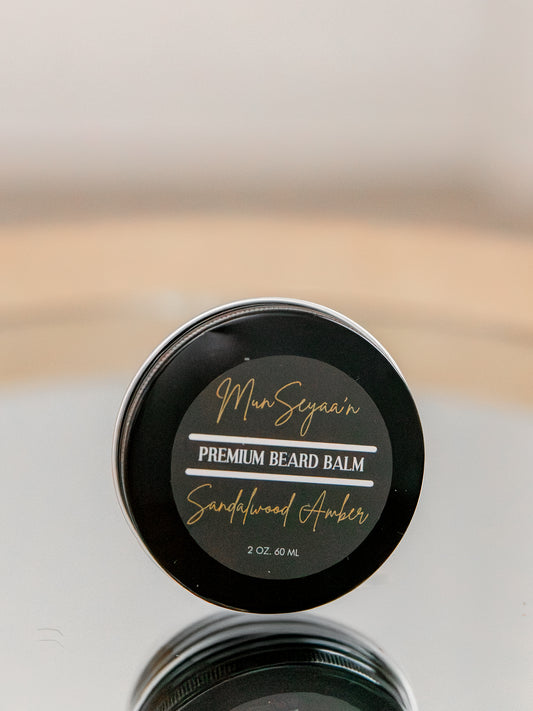 MunSeyaa'n
PREMIUM BEARD BALM
Sandalwood Amber
2 OZ. 60 ML